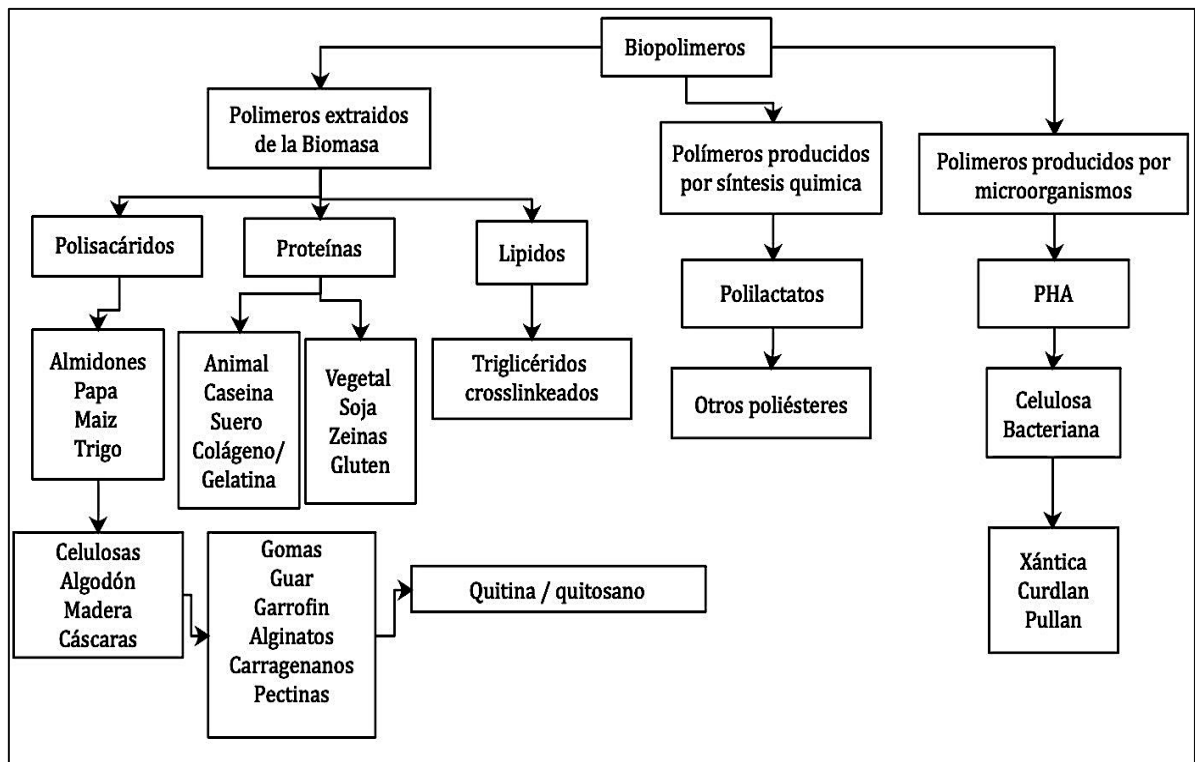 Biopolimeros
Polimeros extraidos
de la Biomasa
Polímeros producidos
por síntesis quimica
Polimeros producidos por
microorganismos
Polisacáridos
Proteínas
Lipidos
Polilactatos
PHA
Almidones
Papa
Maiz
Trigo
Animal
Caseina
Suero
Colágeno/
Gelatina
Vegetal
Soja
Zeinas
Gluten
Triglicéridos
crosslinkeados
Otros poliésteres
Celulosa
Bacteriana
Celulosas
Algodón
Madera
Cáscaras
Gomas
Guar
Garrofin
Alginatos
Carragenanos
Pectinas
Quitina / quitosano
Xántica
Curdlan
Pullan